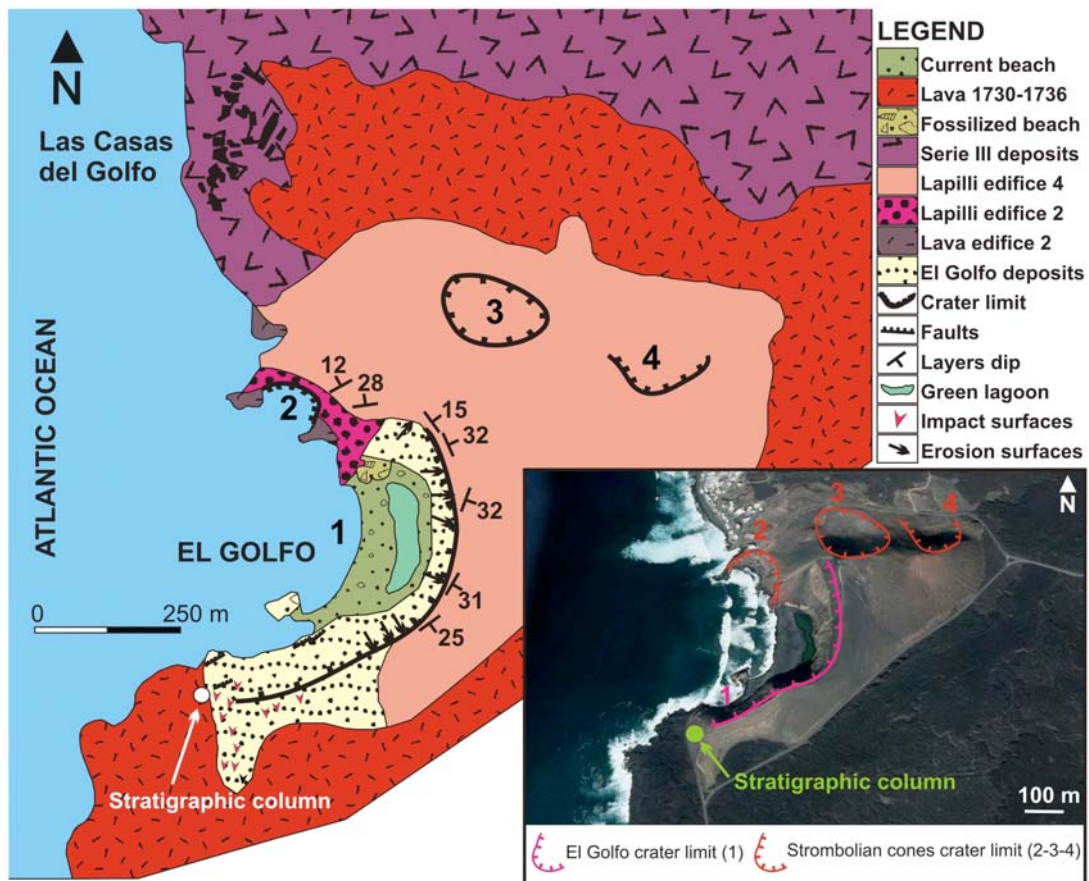 N
Las Casas
del Golfo
ATLANTIC OCEAN
3
4
12
28
2
15
32
32
1
EL GOLFO
31
25
0 250 m
Stratigraphic column
LEGEND
Current beach
Lava 1730-1736
Fossilized beach
Serie III deposits
Lapilli edifice 4
Lapilli edifice 2
Lava edifice 2
El Golfo deposits
Crater limit
Faults
Layers dip
Green lagoon
Impact surfaces
Erosion surfaces
N
3
4
2
1
Stratigraphic column
100 m
El Golfo crater limit (1)
Strombolian cones crater limit (2-3-4)